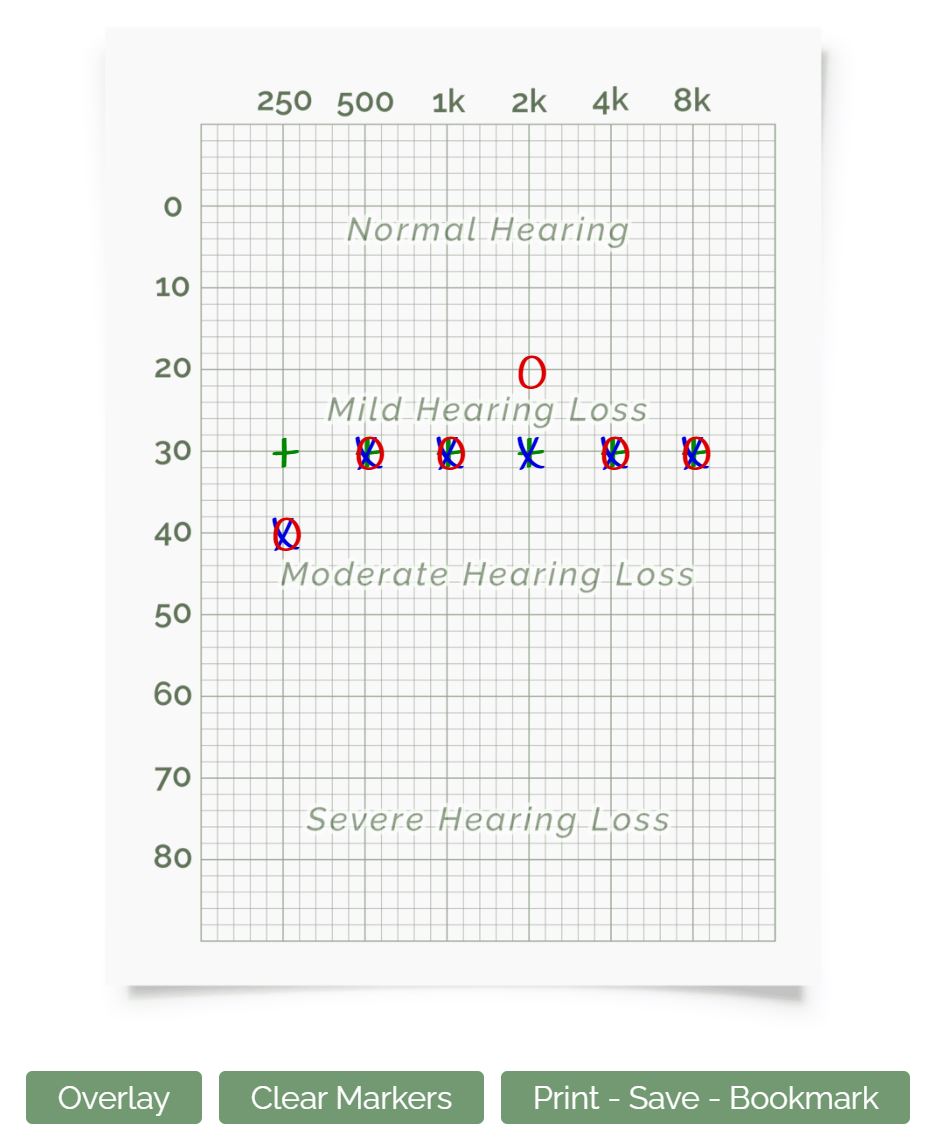 250 500 1k 2k 4k 8k
0
Normal Hearing
10
20
Mild Hearing Loss
30
40
Moderate Hearing Loss
50
60
70
Severe Hearing Loss
80
Overlay
Clear Markers
Print - Save - Bookmark